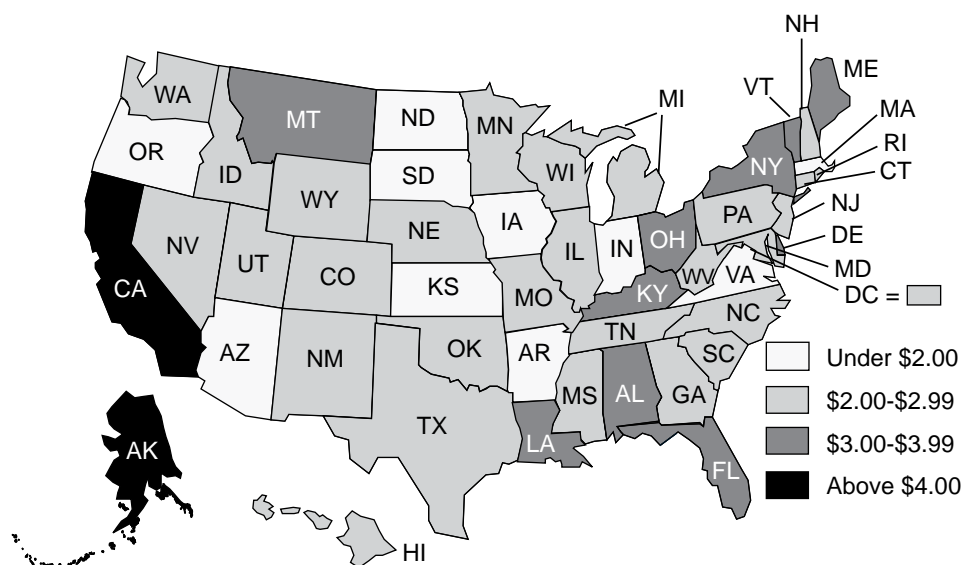 NH
ME
VT
MA
MI
RI
CT
NJ
DE
MD
DC =
WA
MT
ND
MN
OR
ID
SD
WI
NY
WY
IA
PA
NE
IL
IN
OH
NV
UT
CO
KS
MO
WV
VA
KY
CA
NC
TN
AZ
NM
OK
AR
SC
MS
AL
GA
TX
LA
FL
AK
HI
Under $2.00
$2.00-$2.99
$3.00-$3.99
Above $4.00